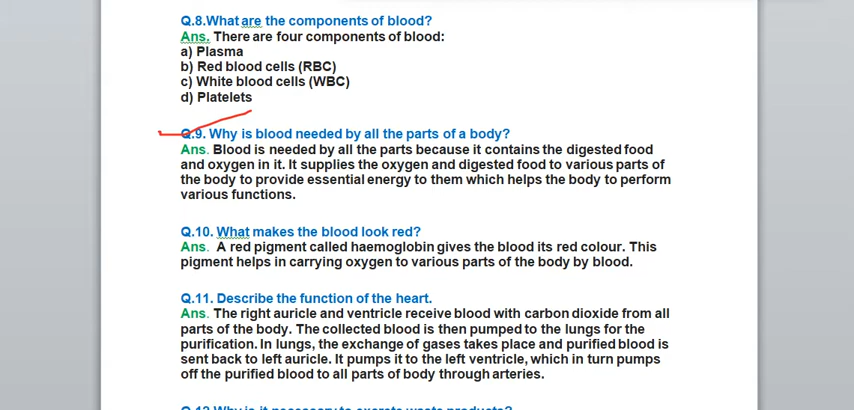 Q.8.What are the components of blood?
Ans. There are four components of blood:
a) Plasma
b) Red blood cells (RBC)
c) White blood cells (WBC)
d) Platelets
Q.9. Why is blood needed by all the parts of a body?
Ans. Blood is needed by all the parts because it contains the digested food
and oxygen in it. It supplies the oxygen and digested food to various parts of
the body to provide essential energy to them which helps the body to perform
various functions.
Q.10. What makes the blood look red?
Ans. A red pigment called haemoglobin gives the blood its red colour. This
pigment helps in carrying oxygen to various parts of the body by blood.
Q.11. Describe the function of the heart.
Ans. The right auricle and ventricle receive blood with carbon dioxide from all
parts of the body. The collected blood is then pumped to the lungs for the
purification. In lungs, the exchange of gases takes place and purified blood is
sent back to left auricle. It pumps it to the left ventricle, which in turn pumps
off the purified blood to all parts of body through arteries.
Q.12 Why is it necessary to excrete waste products?